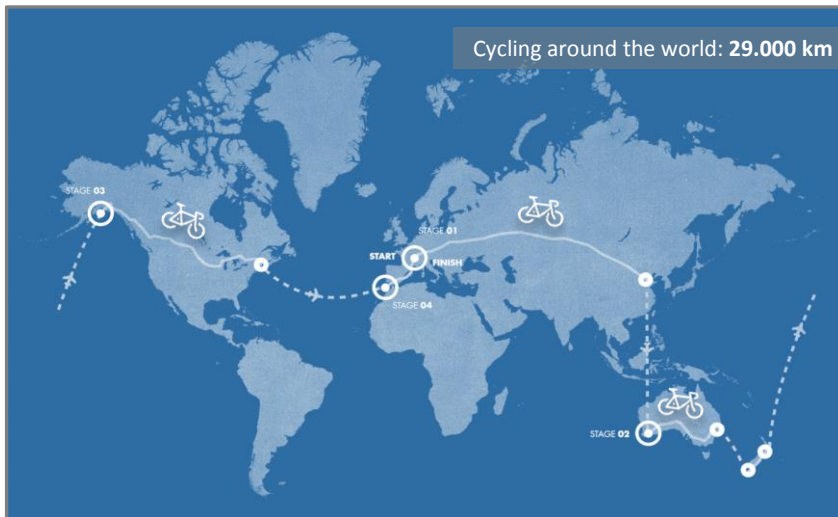 Cycling around the world: 29.000 km
STAGE 03
STAGE 01
START
FINISH
STAGE 04
STAGE 02